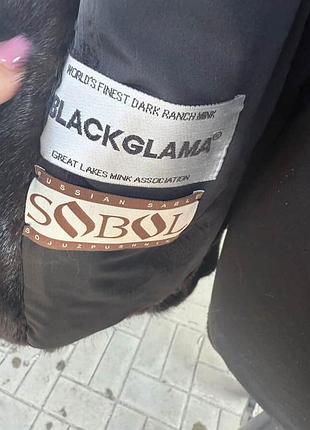 WORLD'S FINEST DARK RANCH MINK
BLACKGLAMA®
GREAT LAKES MINK ASSOCIATION
RUSSIAN SABLE
SOBOL
SOJUZPUSHNINA